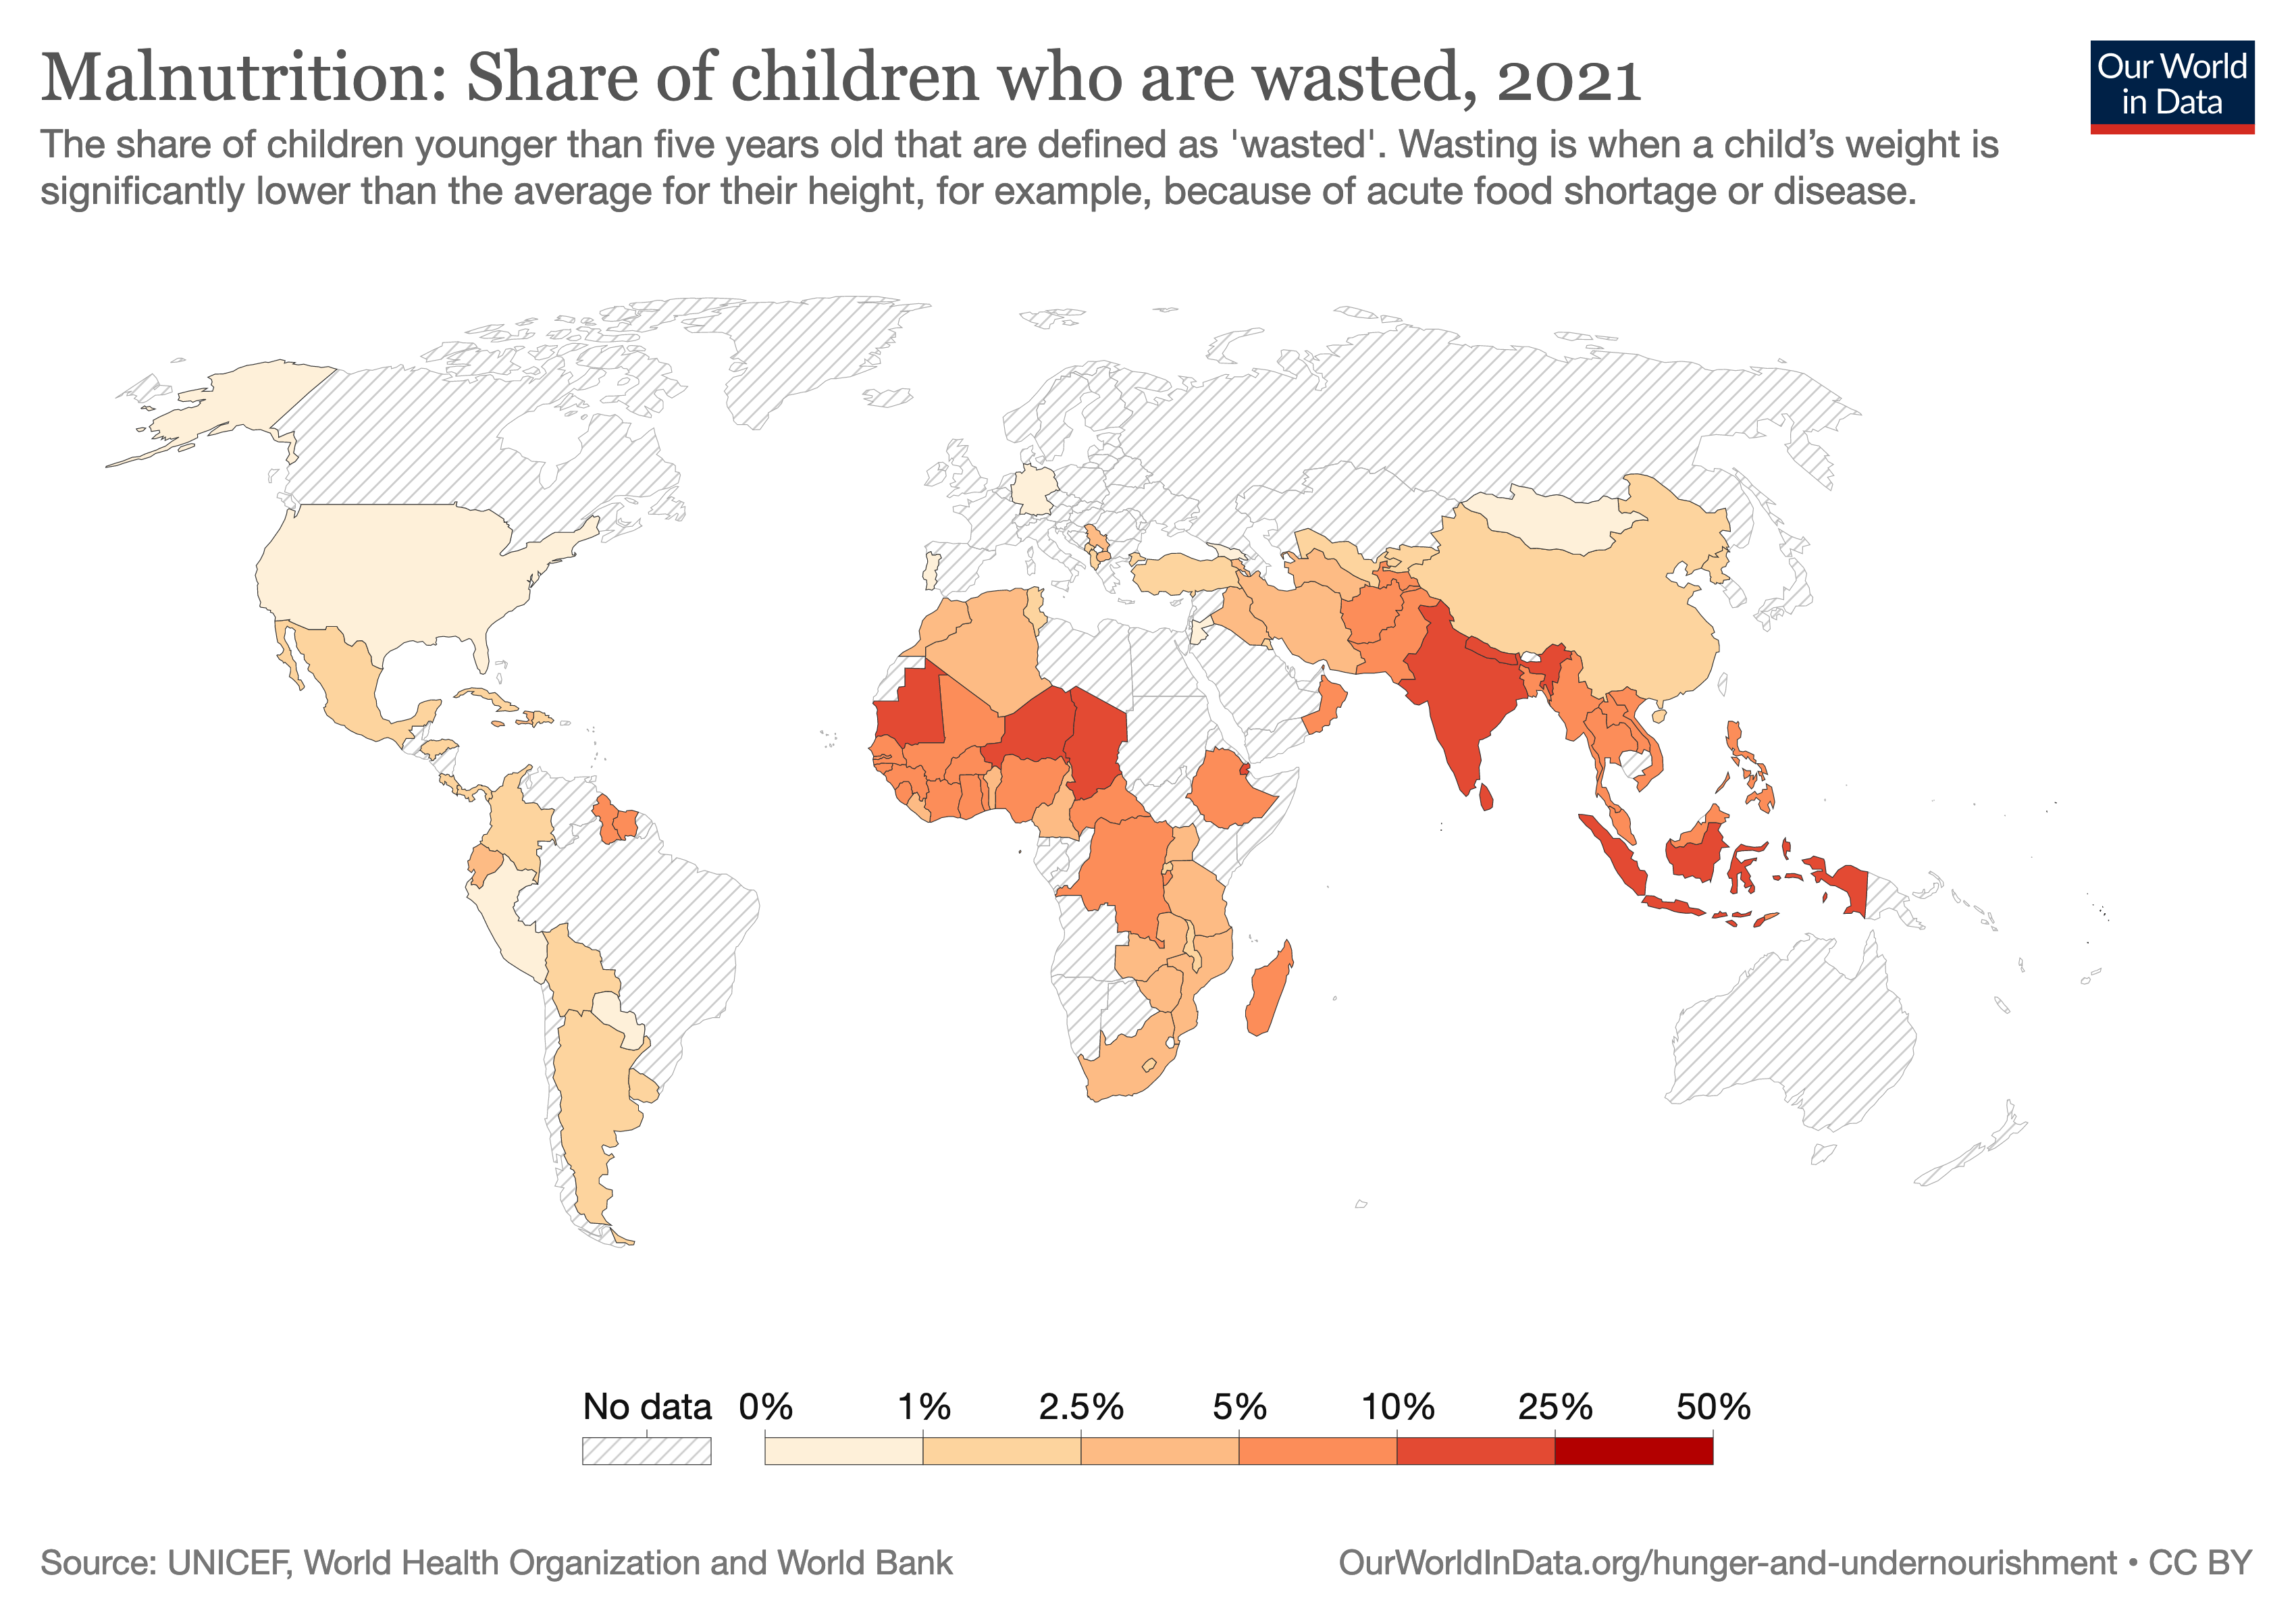 Malnutrition: Share of children who are wasted, 2021
Our World
in Data
The share of children younger than five years old that are defined as 'wasted'. Wasting is when a child’s weight is
significantly lower than the average for their height, for example, because of acute food shortage or disease.
No data 0% 1% 2.5% 5% 10% 25% 50%
Source: UNICEF, World Health Organization and World Bank
OurWorldInData.org/hunger-and-undernourishment • CC BY